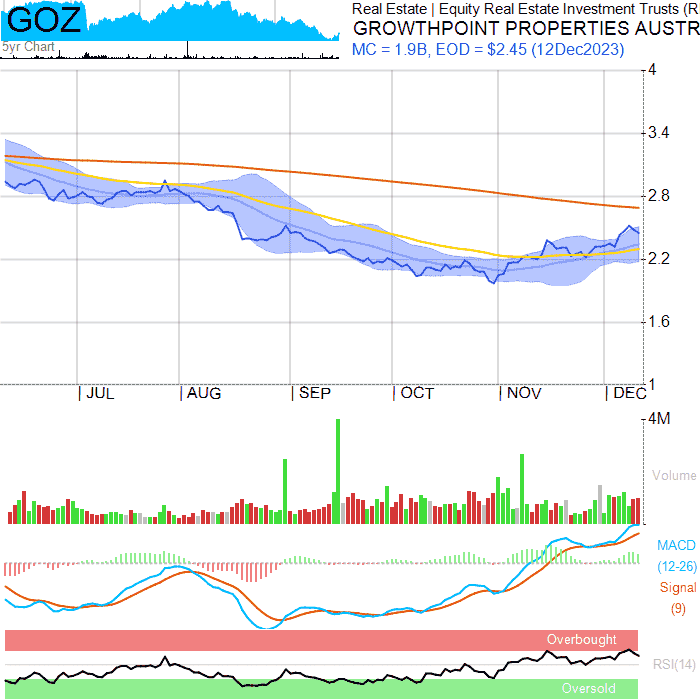 GOZ
5yr Chart
Real Estate | Equity Real Estate Investment Trusts (R
GROWTHPOINT PROPERTIES AUSTR
MC = 1.9B, EOD = $2.45 (12Dec2023)
4
3.4
2.8
2.2
1.6
1
JUL AUG SEP OCT NOV DEC
4M
Volume
MACD
(12-26)
Signal
(9)
Overbought
RSI(14)
Oversold